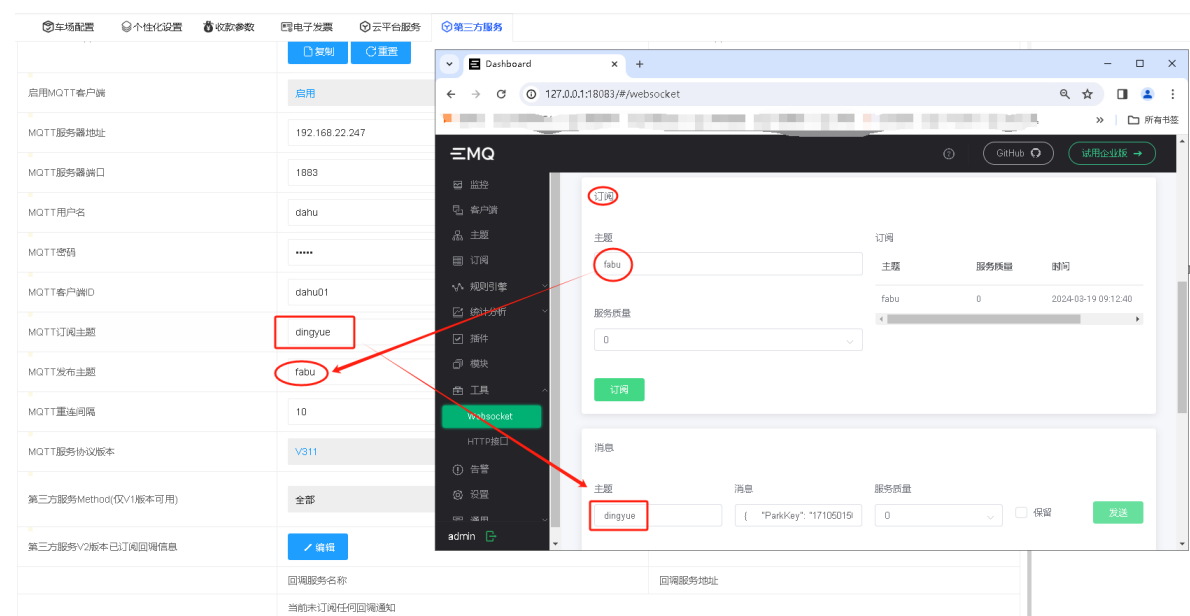 车场配置 个性化设置 收款参数 电子发票 云平台服务 第三方服务
复制 重置
启用MQTT客户端 启用
MQTT服务器地址 192.168.22.247
MQTT服务器端口 1883
MQTT用户名 dahu
MQTT密码 •••••
MQTT客户端ID dahu01
MQTT订阅主题 dingyue
MQTT发布主题 fabu
MQTT重连间隔 10
MQTT服务协议版本 V311
第三方服务Method(仅V1版本可用) 全部
第三方服务V2版本已订阅回调信息 编辑
回调服务名称 回调服务地址
当前未订阅任何回调通知
Dashboard
127.0.0.1:18083/#/websocket
所有书签
EMQ
GitHub 试用企业版 →
监控
客户端
主题
订阅
规则引擎
统计分析
插件
模块
工具
Websocket
HTTP接口
告警
设置
通用
admin
订阅
主题
fabu
服务质量
0
订阅
订阅
主题 服务质量 时间
fabu 0 2024-03-19 09:12:40
消息
主题 消息 服务质量
dingyue { "ParkKey": "17105015 0 保留 发送